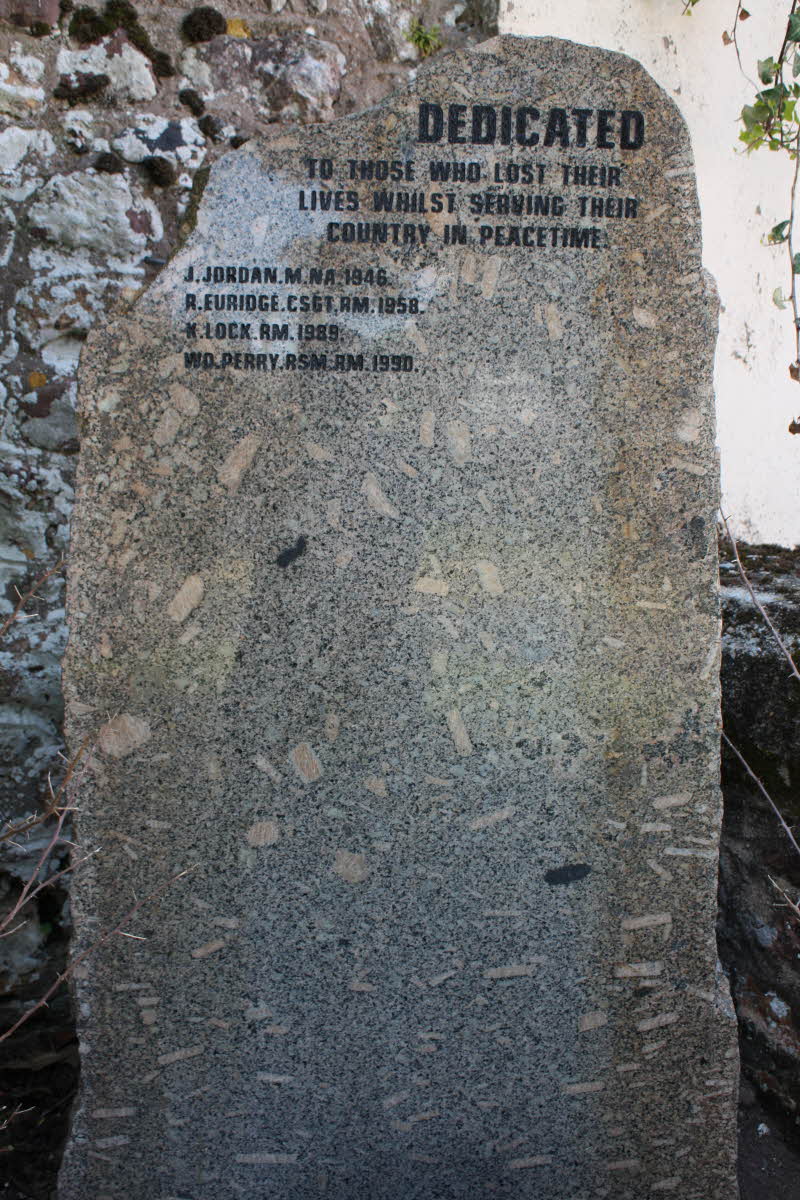 DEDICATED
TO THOSE WHO LOST THEIR
LIVES WHILST SERVING THEIR
COUNTRY IN PEACETIME.
J.JORDAN.M.NA.1946.
R.EURIDGE.CSGT.RM.1958.
K.LOCK.RM.1989.
WO.PERRY.RSM.RM.1990.